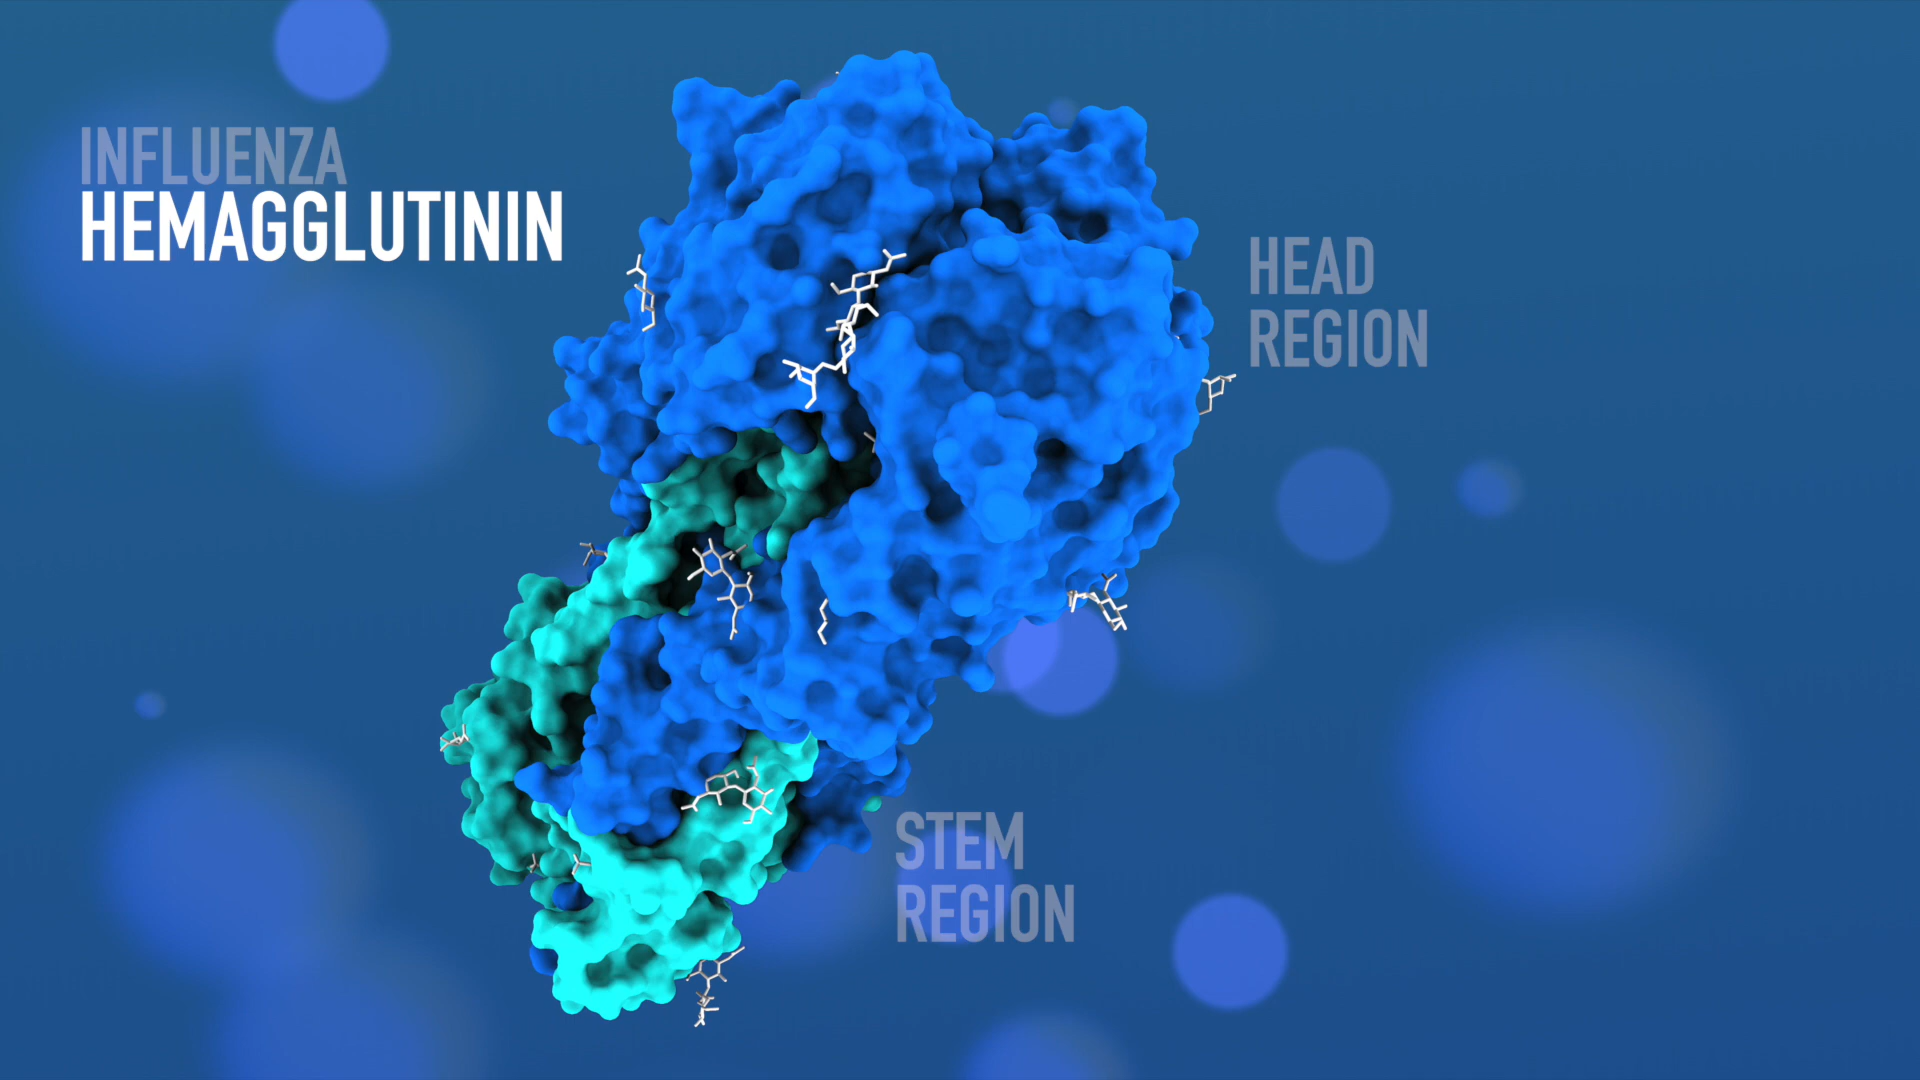 INFLUENZA
HEMAGGLUTININ
HEAD
REGION
STEM
REGION